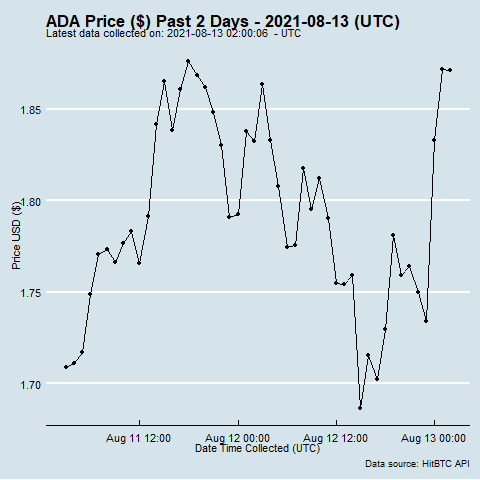 ADA Price ($) Past 2 Days - 2021-08-13 (UTC)
Latest data collected on: 2021-08-13 02:00:06 - UTC
Price USD ($)
1.85
1.80
1.75
1.70
Aug 11 12:00
Aug 12 00:00
Aug 12 12:00
Aug 13 00:00
Date Time Collected (UTC)
Data source: HitBTC API